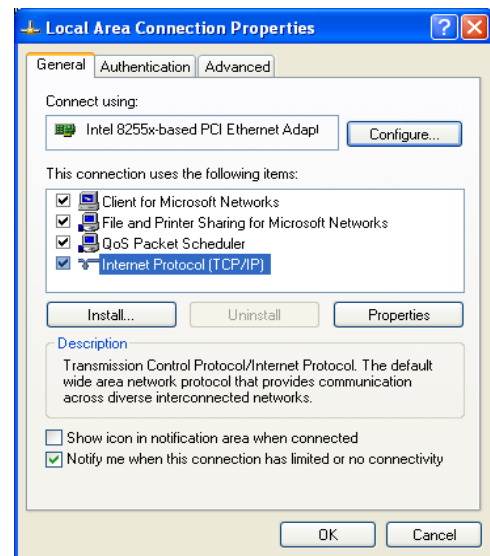 Local Area Connection Properties
General Authentication Advanced
Connect using:
Intel 8255x-based PCI Ethernet Adapt
Configure...
This connection uses the following items:
Client for Microsoft Networks
File and Printer Sharing for Microsoft Networks
QoS Packet Scheduler
Internet Protocol (TCP/IP)
Install... Uninstall Properties
Description
Transmission Control Protocol/Internet Protocol. The default
wide area network protocol that provides communication
across diverse interconnected networks.
Show icon in notification area when connected
Notify me when this connection has limited or no connectivity
OK Cancel